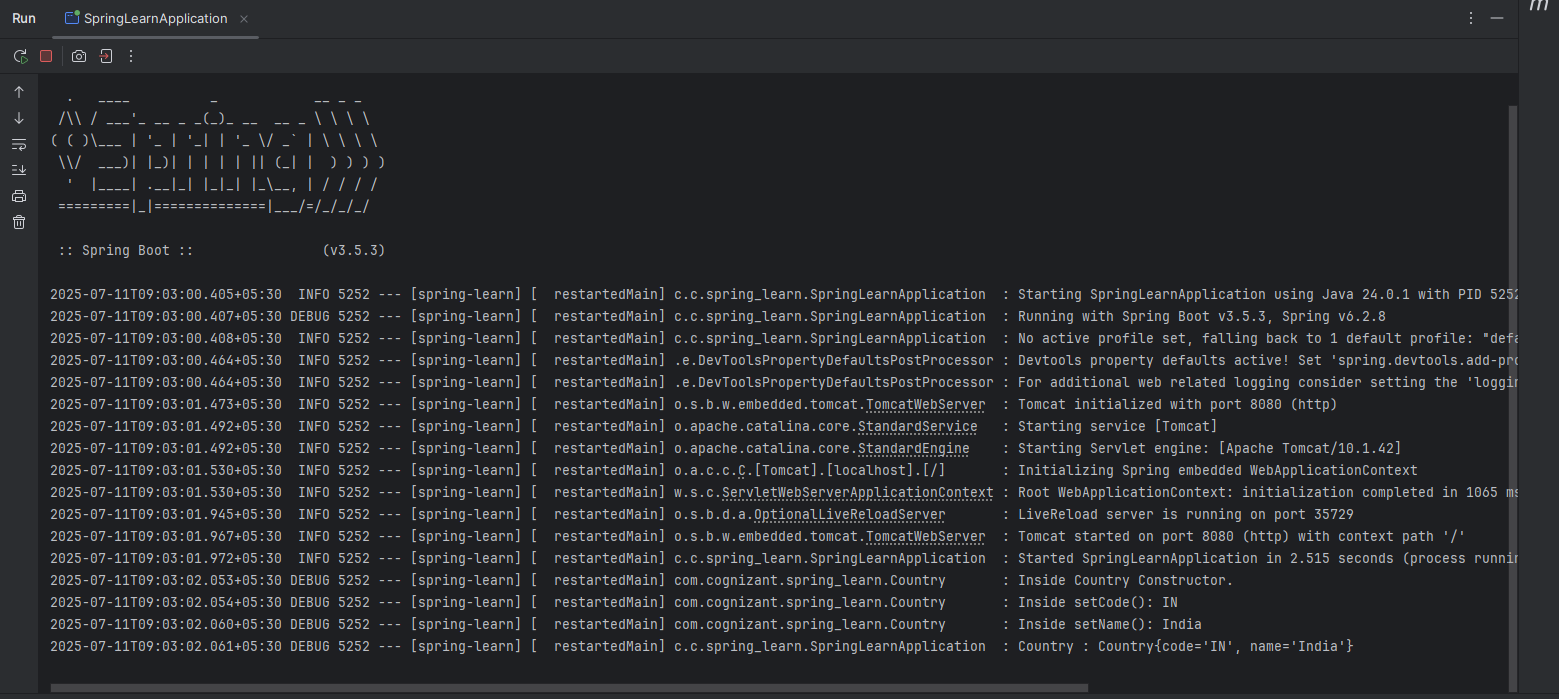 Run SpringLearnApplication
  .   ____          _            __ _ _
 /\\ / ___'_ __ _ _(_)_ __  __ _ \ \ \ \
( ( )\___ | '_ | '_| | '_ \/ _` | \ \ \ \
 \\/  ___)| |_)| | | | | || (_| |  ) ) ) )
  '  |____| .__|_| |_|_| |_\__, | / / / /
 =========|_|==============|___/=/_/_/_/
 :: Spring Boot ::                (v3.5.3)
2025-07-11T09:03:00.405+05:30  INFO 5252 --- [spring-learn] [  restartedMain] c.c.spring_learn.SpringLearnApplication  : Starting SpringLearnApplication using Java 24.0.1 with PID 5252
2025-07-11T09:03:00.407+05:30 DEBUG 5252 --- [spring-learn] [  restartedMain] c.c.spring_learn.SpringLearnApplication  : Running with Spring Boot v3.5.3, Spring v6.2.8
2025-07-11T09:03:00.408+05:30  INFO 5252 --- [spring-learn] [  restartedMain] c.c.spring_learn.SpringLearnApplication  : No active profile set, falling back to 1 default profile: "defa
2025-07-11T09:03:00.464+05:30  INFO 5252 --- [spring-learn] [  restartedMain] .e.DevToolsPropertyDefaultsPostProcessor : Devtools property defaults active! Set 'spring.devtools.add-pro
2025-07-11T09:03:00.464+05:30  INFO 5252 --- [spring-learn] [  restartedMain] .e.DevToolsPropertyDefaultsPostProcessor : For additional web related logging consider setting the 'loggin
2025-07-11T09:03:01.473+05:30  INFO 5252 --- [spring-learn] [  restartedMain] o.s.b.w.embedded.tomcat.TomcatWebServer  : Tomcat initialized with port 8080 (http)
2025-07-11T09:03:01.492+05:30  INFO 5252 --- [spring-learn] [  restartedMain] o.apache.catalina.core.StandardService   : Starting service [Tomcat]
2025-07-11T09:03:01.492+05:30  INFO 5252 --- [spring-learn] [  restartedMain] o.apache.catalina.core.StandardEngine    : Starting Servlet engine: [Apache Tomcat/10.1.42]
2025-07-11T09:03:01.530+05:30  INFO 5252 --- [spring-learn] [  restartedMain] o.a.c.c.C.[Tomcat].[localhost].[/]       : Initializing Spring embedded WebApplicationContext
2025-07-11T09:03:01.530+05:30  INFO 5252 --- [spring-learn] [  restartedMain] w.s.c.ServletWebServerApplicationContext : Root WebApplicationContext: initialization completed in 1065 ms
2025-07-11T09:03:01.945+05:30  INFO 5252 --- [spring-learn] [  restartedMain] o.s.b.d.a.OptionalLiveReloadServer       : LiveReload server is running on port 35729
2025-07-11T09:03:01.967+05:30  INFO 5252 --- [spring-learn] [  restartedMain] o.s.b.w.embedded.tomcat.TomcatWebServer  : Tomcat started on port 8080 (http) with context path '/'
2025-07-11T09:03:01.972+05:30  INFO 5252 --- [spring-learn] [  restartedMain] c.c.spring_learn.SpringLearnApplication  : Started SpringLearnApplication in 2.515 seconds (process runnin
2025-07-11T09:03:02.053+05:30 DEBUG 5252 --- [spring-learn] [  restartedMain] com.cognizant.spring_learn.Country       : Inside Country Constructor.
2025-07-11T09:03:02.054+05:30 DEBUG 5252 --- [spring-learn] [  restartedMain] com.cognizant.spring_learn.Country       : Inside setCode(): IN
2025-07-11T09:03:02.060+05:30 DEBUG 5252 --- [spring-learn] [  restartedMain] com.cognizant.spring_learn.Country       : Inside setName(): India
2025-07-11T09:03:02.061+05:30 DEBUG 5252 --- [spring-learn] [  restartedMain] c.c.spring_learn.SpringLearnApplication  : Country : Country{code='IN', name='India'}